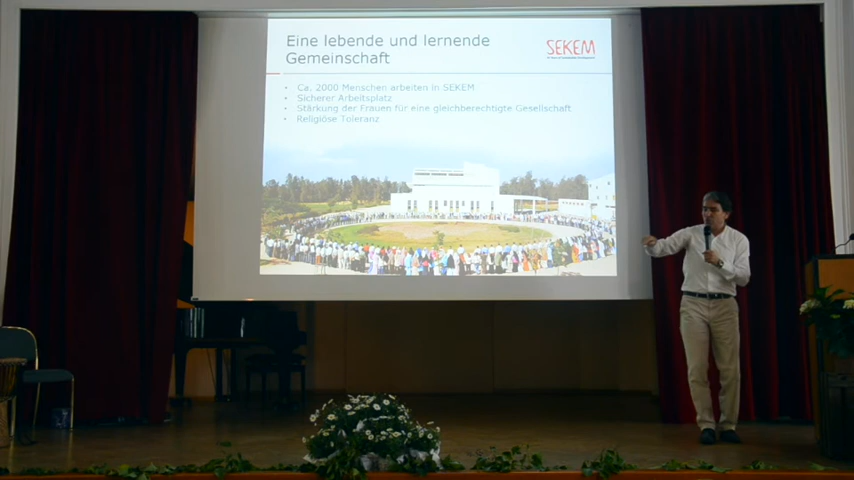 Eine lebende und lernende
Gemeinschaft
SEKEM
• Ca. 2000 Menschen arbeiten in SEKEM
• Sicherer Arbeitsplatz
• Stärkung der Frauen für eine gleichberechtigte Gesellschaft
• Religiöse Toleranz